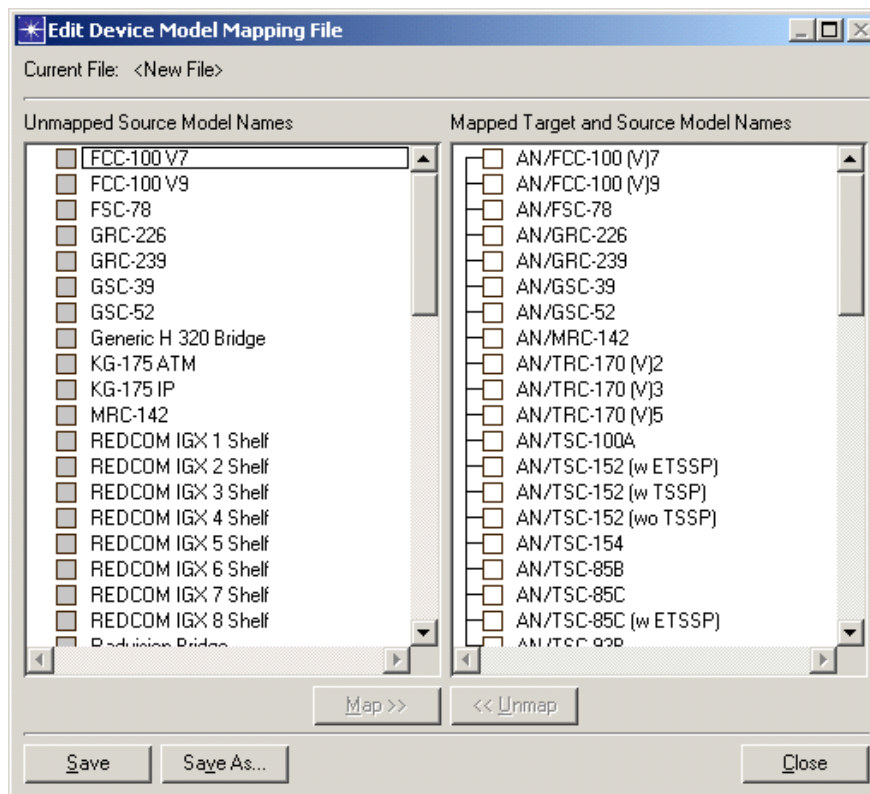 Edit Device Model Mapping File
Current File: <New File>
Unmapped Source Model Names
FCC-100 V7
FCC-100 V9
FSC-78
GRC-226
GRC-239
GSC-39
GSC-52
Generic H 320 Bridge
KG-175 ATM
KG-175 IP
MRC-142
REDCOM IGX 1 Shelf
REDCOM IGX 2 Shelf
REDCOM IGX 3 Shelf
REDCOM IGX 4 Shelf
REDCOM IGX 5 Shelf
REDCOM IGX 6 Shelf
REDCOM IGX 7 Shelf
REDCOM IGX 8 Shelf
Radvision Bridge
Mapped Target and Source Model Names
AN/FCC-100 (V)7
AN/FCC-100 (V)9
AN/FSC-78
AN/GRC-226
AN/GRC-239
AN/GSC-39
AN/GSC-52
AN/MRC-142
AN/TRC-170 (V)2
AN/TRC-170 (V)3
AN/TRC-170 (V)5
AN/TSC-100A
AN/TSC-152 (w ETSSP)
AN/TSC-152 (w TSSP)
AN/TSC-152 (wo TSSP)
AN/TSC-154
AN/TSC-85B
AN/TSC-85C
AN/TSC-85C (w ETSSP)
AN/TSC-93B
Map >>
<< Unmap
Save
Save As...
Close